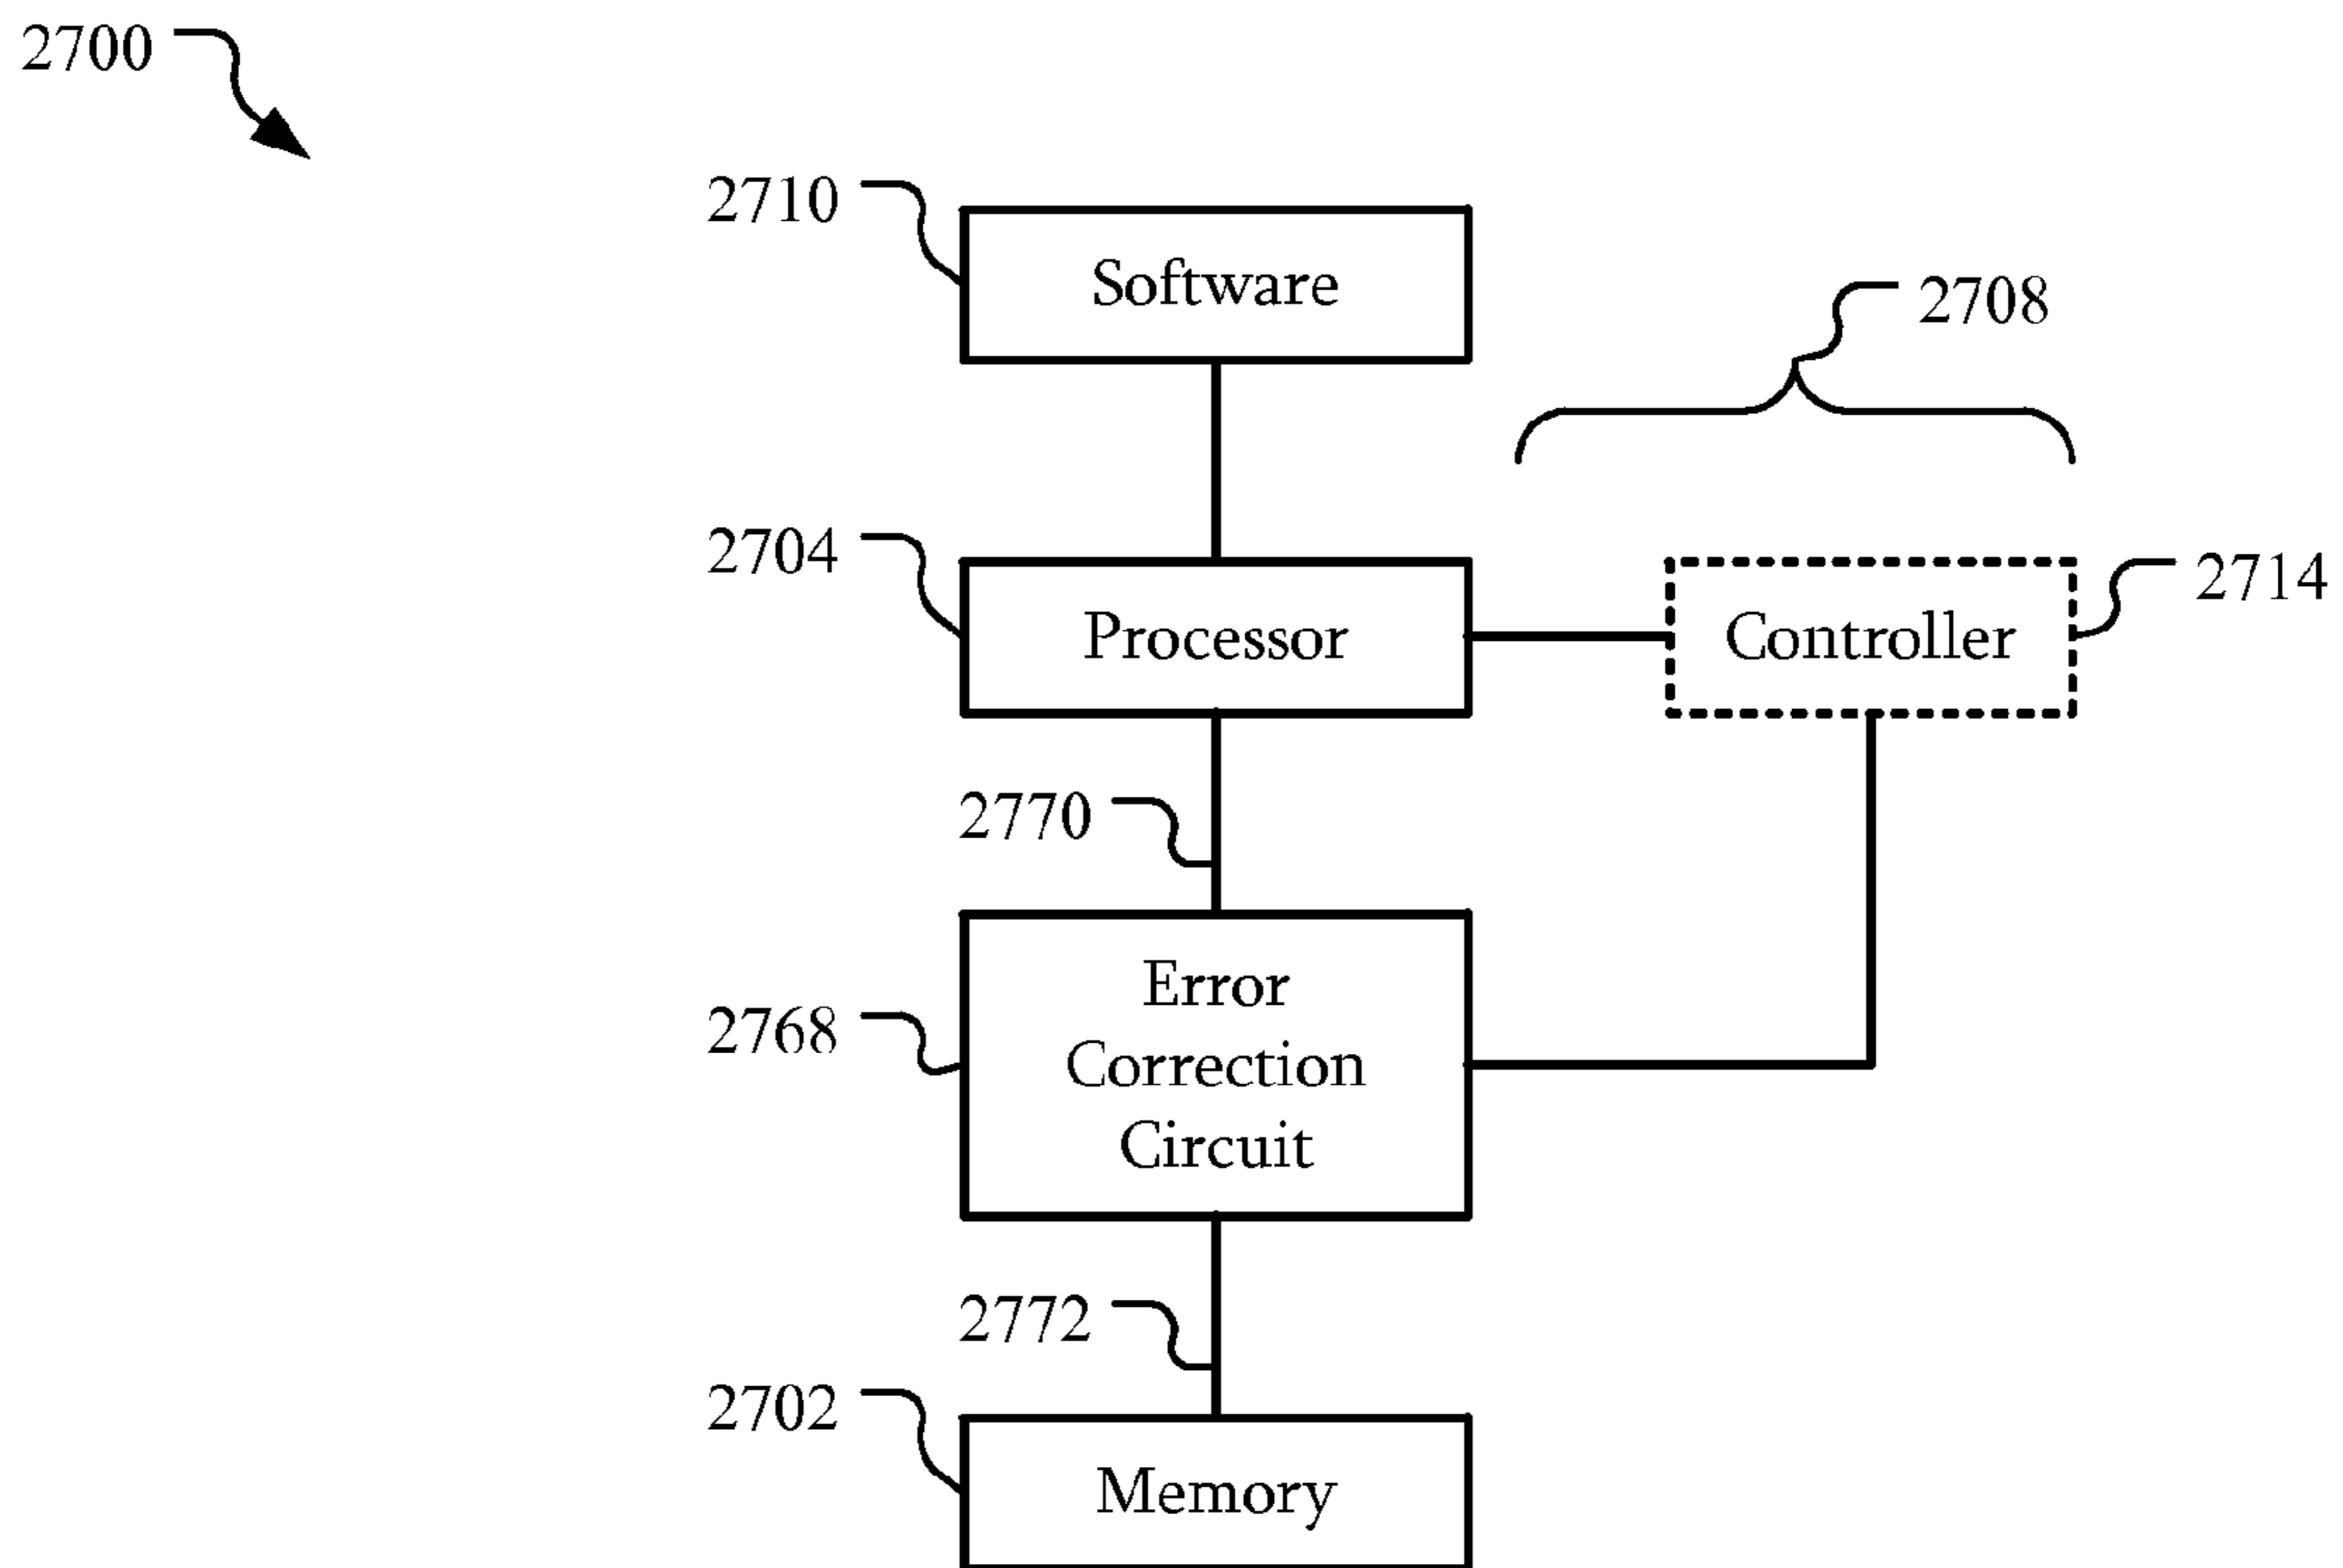 2700
2710
Software
2708
2704
Processor
Controller
2714
2770
2768
Error
Correction
Circuit
2772
2702
Memory